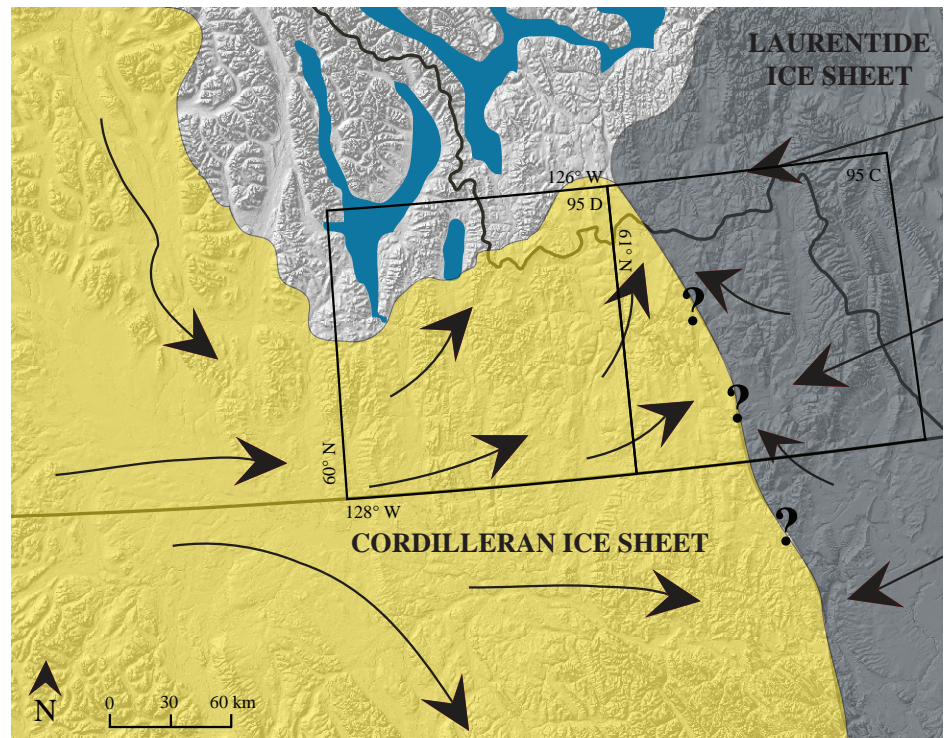 LAURENTIDE
ICE SHEET
126° W
95 D
95 C
61° N
?
?
60° N
128° W
?
CORDILLERAN ICE SHEET
N
0 30 60 km